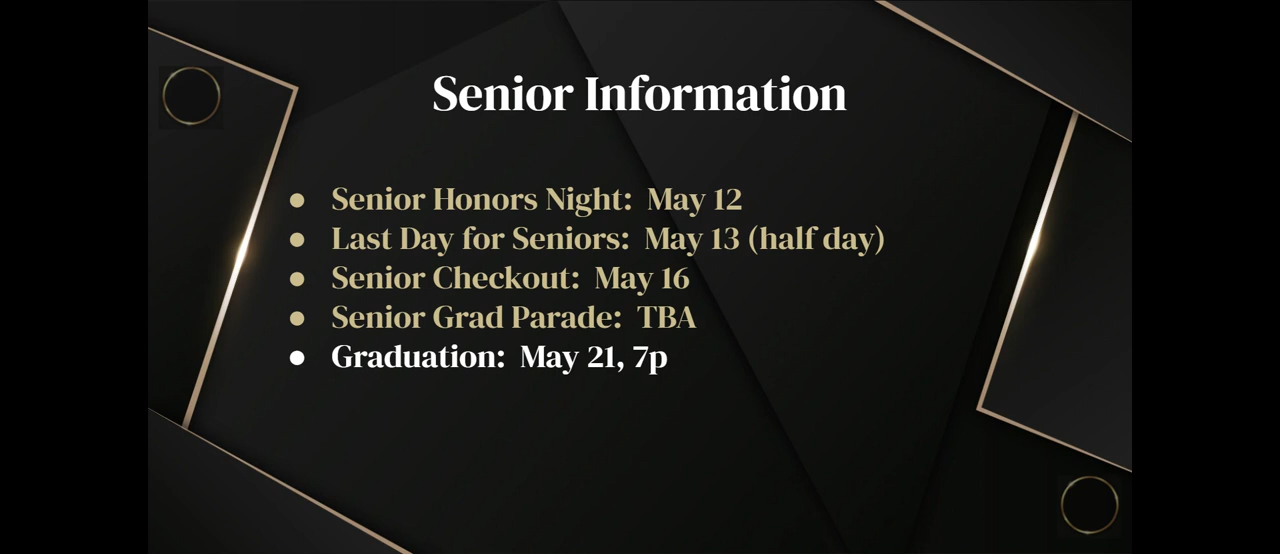 Senior Information
● Senior Honors Night:  May 12
● Last Day for Seniors:  May 13 (half day)
● Senior Checkout:  May 16
● Senior Grad Parade:  TBA
● Graduation:  May 21, 7p